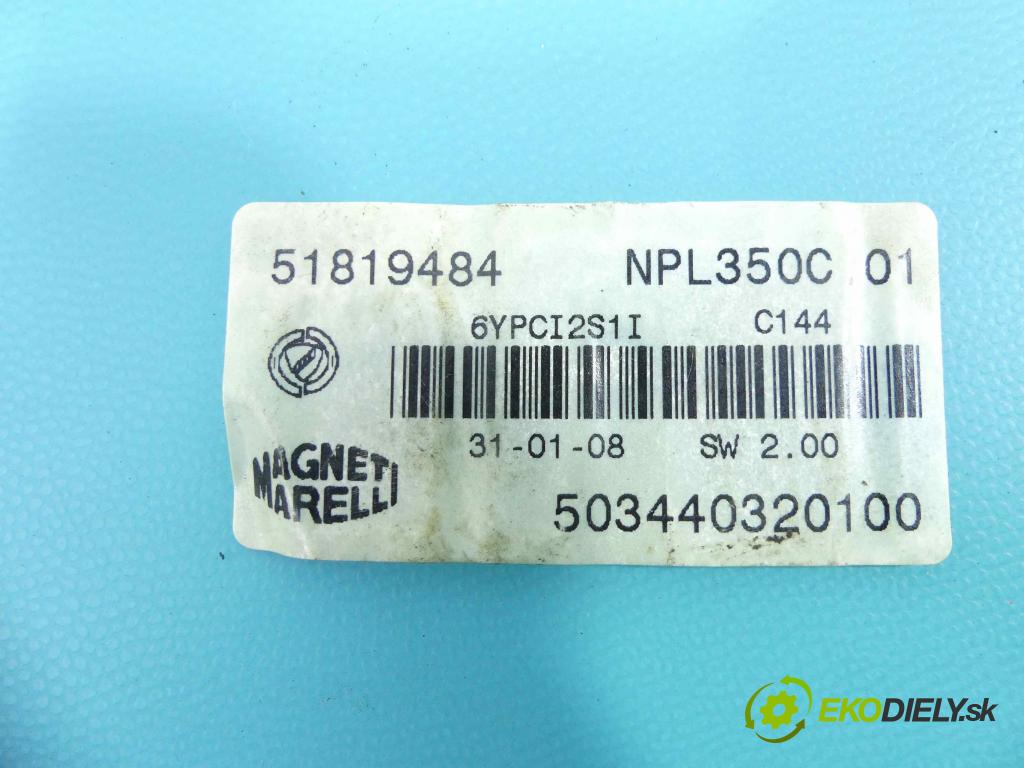 51819484 NPL350C 01
6YPCI2S1I C144
31-01-08 SW 2.00
MAGNETI
MARELLI
503440320100
EKODIELY.sk